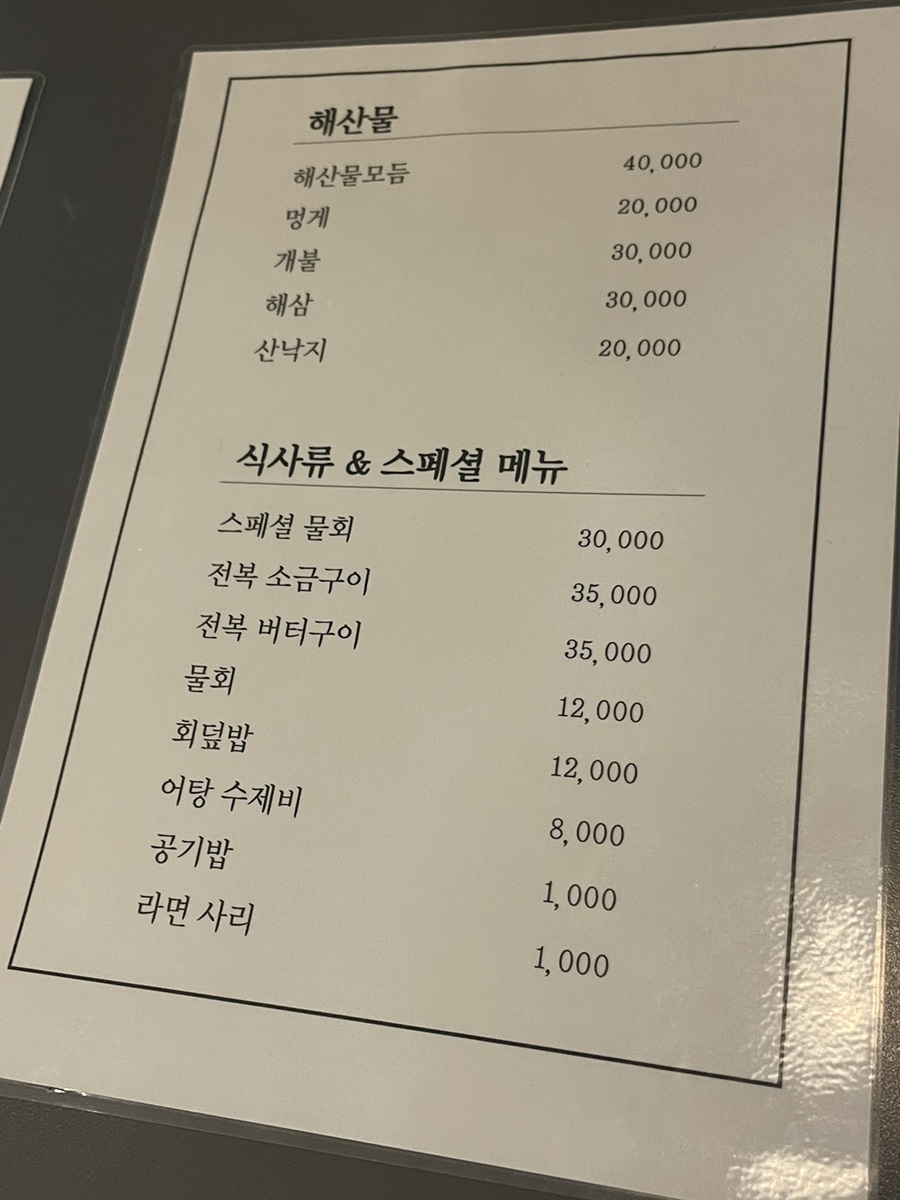 해산물
해산물모듬 40,000
멍게 20,000
개불 30,000
해삼 30,000
산낙지 20,000
식사류 & 스페셜 메뉴
스페셜 물회 30,000
전복 소금구이 35,000
전복 버터구이 35,000
물회 12,000
회덮밥 12,000
어탕 수제비 8,000
공기밥 1,000
라면 사리 1,000